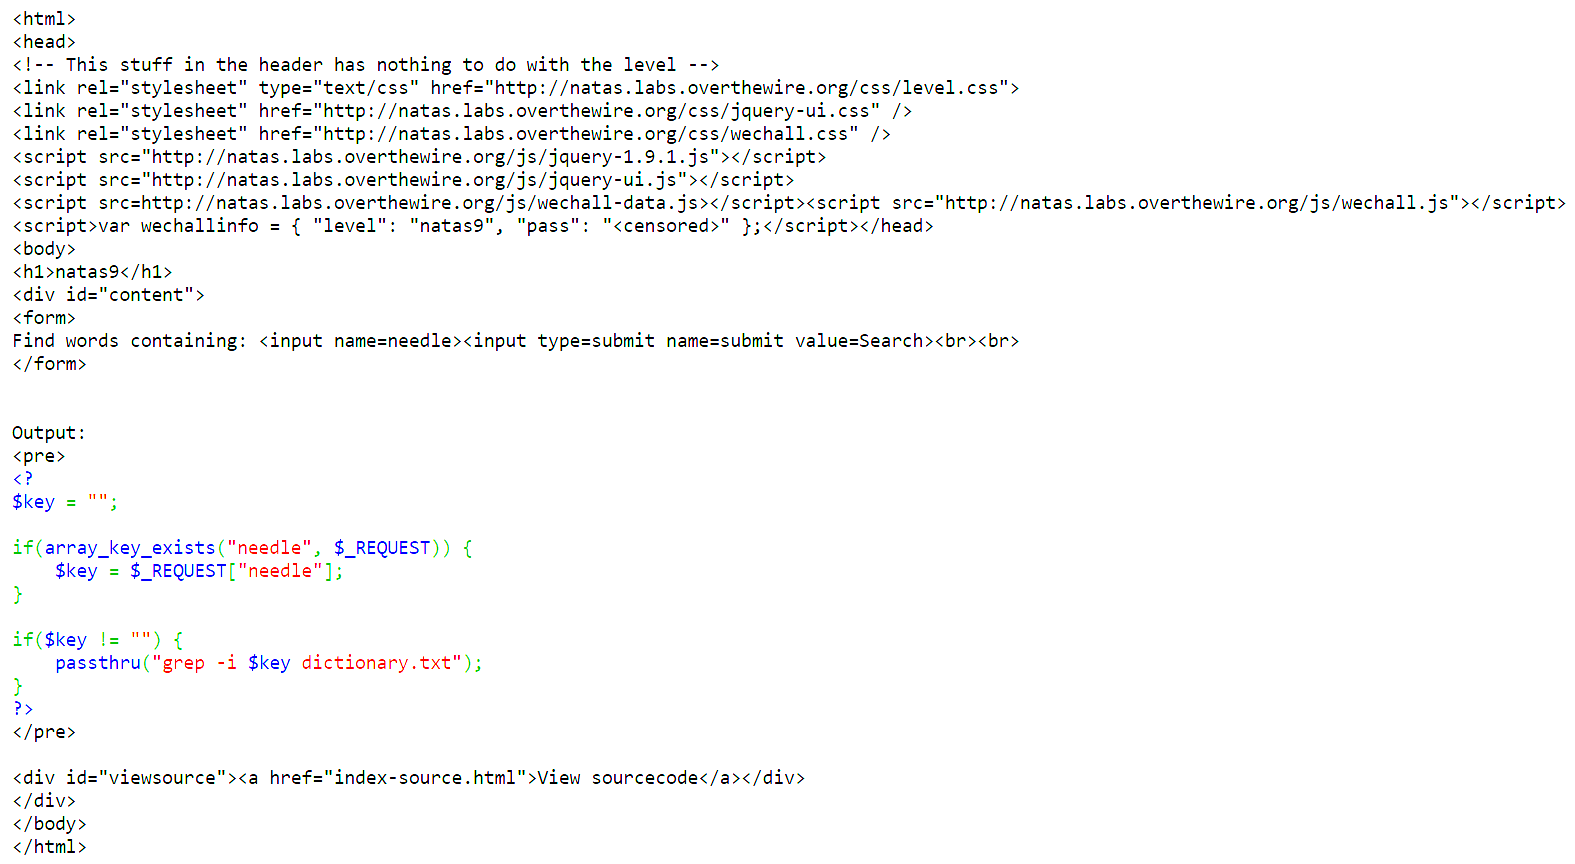 <html>
<head>
<!-- This stuff in the header has nothing to do with the level -->
<link rel="stylesheet" type="text/css" href="http://natas.labs.overthewire.org/css/level.css">
<link rel="stylesheet" href="http://natas.labs.overthewire.org/css/jquery-ui.css" />
<link rel="stylesheet" href="http://natas.labs.overthewire.org/css/wechall.css" />
<script src="http://natas.labs.overthewire.org/js/jquery-1.9.1.js"></script>
<script src="http://natas.labs.overthewire.org/js/jquery-ui.js"></script>
<script src=http://natas.labs.overthewire.org/js/wechall-data.js></script><script src="http://natas.labs.overthewire.org/js/wechall.js"></script>
<script>var wechallinfo = { "level": "natas9", "pass": "<censored>" };</script></head>
<body>
<h1>natas9</h1>
<div id="content">
<form>
Find words containing: <input name=needle><input type=submit name=submit value=Search><br><br>
</form>


Output:
<pre>
<?
$key = "";

if(array_key_exists("needle", $_REQUEST)) {
    $key = $_REQUEST["needle"];
}

if($key != "") {
    passthru("grep -i $key dictionary.txt");
}
?>
</pre>

<div id="viewsource"><a href="index-source.html">View sourcecode</a></div>
</div>
</body>
</html>